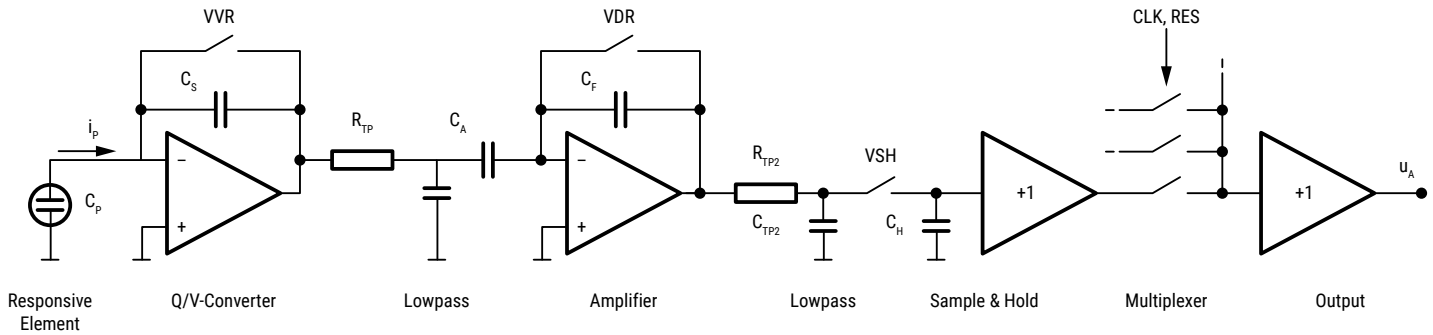 VVR
VDR
CLK, RES
C_S
C_F
i_P
R_TP
C_A
R_TP2
VSH
u_A
−
−
+1
+1
C_P
+
+
C_TP2
C_H
Responsive
Element
Q/V-Converter
Lowpass
Amplifier
Lowpass
Sample & Hold
Multiplexer
Output